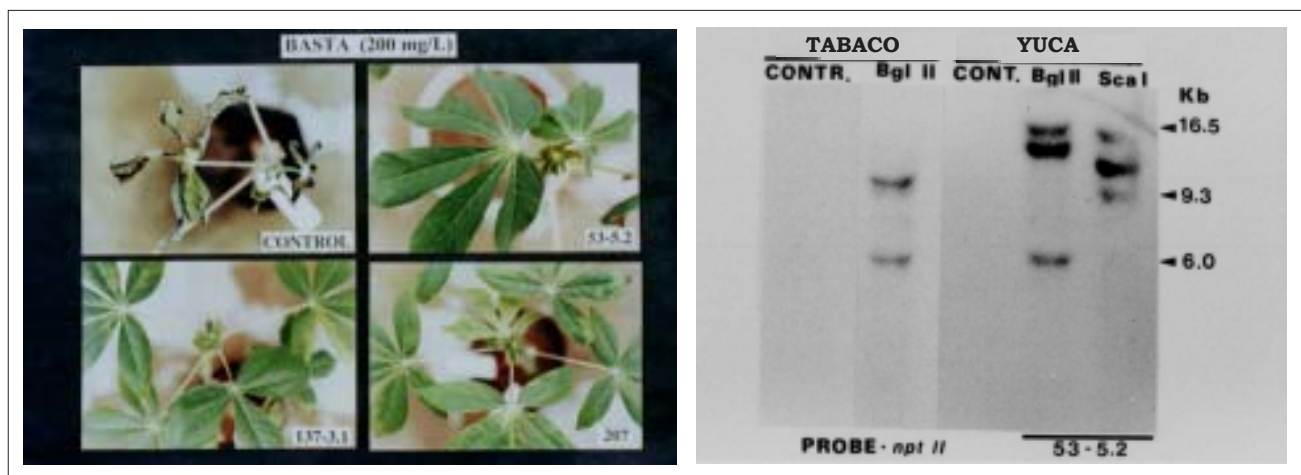 BASTA (200 mg/L)
CONTROL
53-5.2
137-3.1
207
TABACO YUCA
CONTR. Bgl II CONT. Bgl II Sca I
Kb
16.5
9.3
6.0
PROBE - npt II 53-5.2